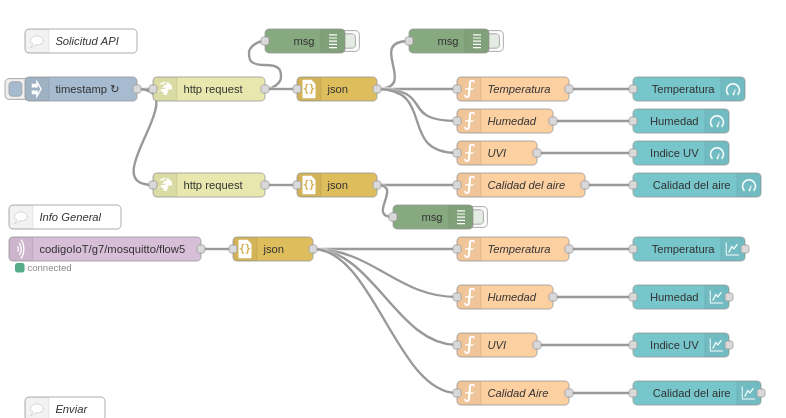 Solicitud API
msg
msg
timestamp ↻
http request
json
Temperatura
Temperatura
Humedad
Humedad
UVI
Indice UV
http request
json
Calidad del aire
Calidad del aire
Info General
msg
codigoIoT/g7/mosquitto/flow5
json
Temperatura
Temperatura
connected
Humedad
Humedad
UVI
Indice UV
Calidad Aire
Calidad del aire
Enviar